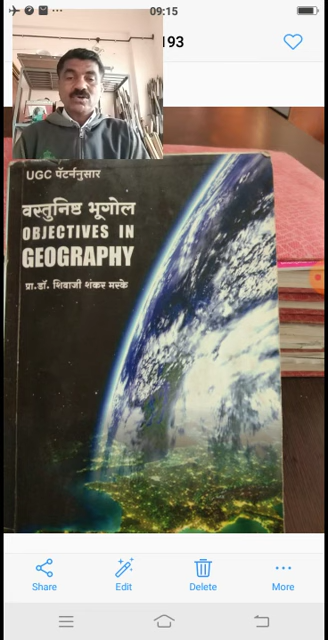 09:15
193
UGC पॅटर्ननुसार
वस्तुनिष्ठ भूगोल
OBJECTIVES IN
GEOGRAPHY
प्रा.डॉ. शिवाजी शंकर मस्के
Share
Edit
Delete
More